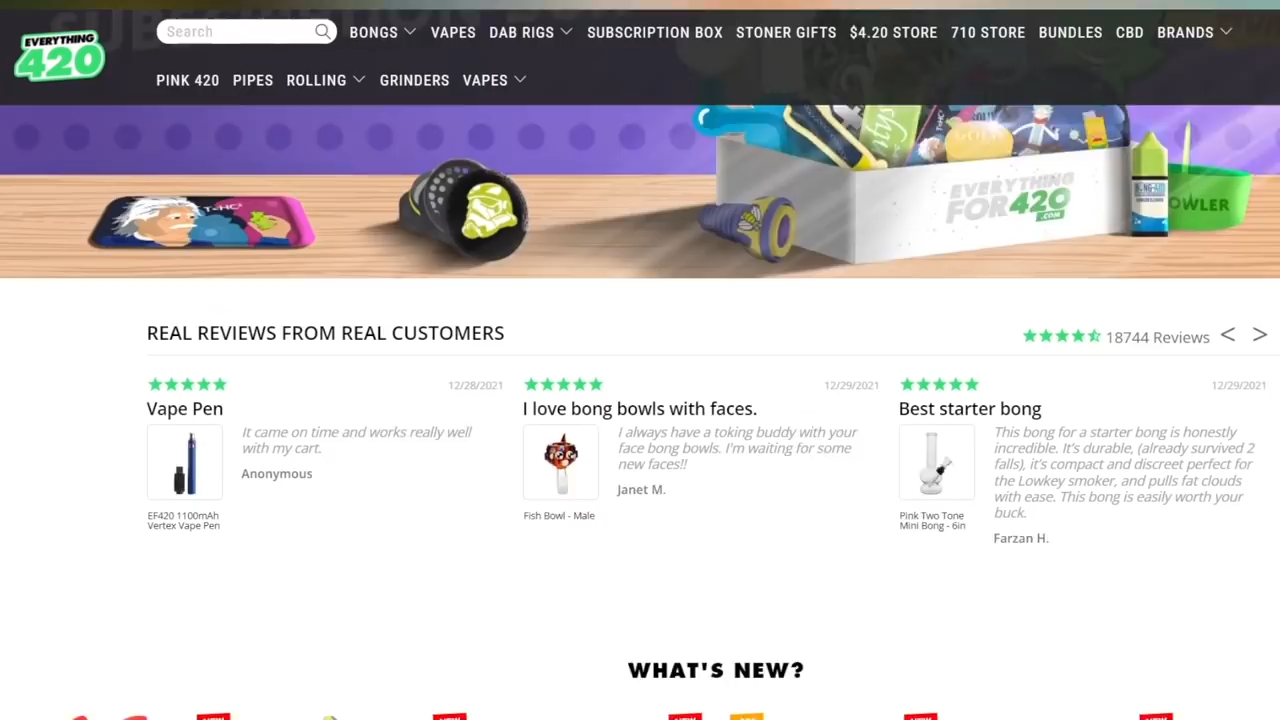 EVERYTHING
420
Search
BONGS
VAPES
DAB RIGS
SUBSCRIPTION BOX
STONER GIFTS
$4.20 STORE
710 STORE
BUNDLES
CBD
BRANDS
PINK 420
PIPES
ROLLING
GRINDERS
VAPES
T=HC²
EVERYTHING
FOR420
.COM
OWLER
REAL REVIEWS FROM REAL CUSTOMERS
18744 Reviews
12/28/2021
Vape Pen
It came on time and works really well
with my cart.
Anonymous
EF420 1100mAh
Vertex Vape Pen
12/29/2021
I love bong bowls with faces.
I always have a toking buddy with your
face bong bowls. I'm waiting for some
new faces!!
Janet M.
Fish Bowl - Male
12/29/2021
Best starter bong
This bong for a starter bong is honestly
incredible. It’s durable, (already survived 2
falls), it’s compact and discreet perfect for
the Lowkey smoker, and pulls fat clouds
with ease. This bong is easily worth your
buck.
Farzan H.
Pink Two Tone
Mini Bong - 6in
WHAT'S NEW?